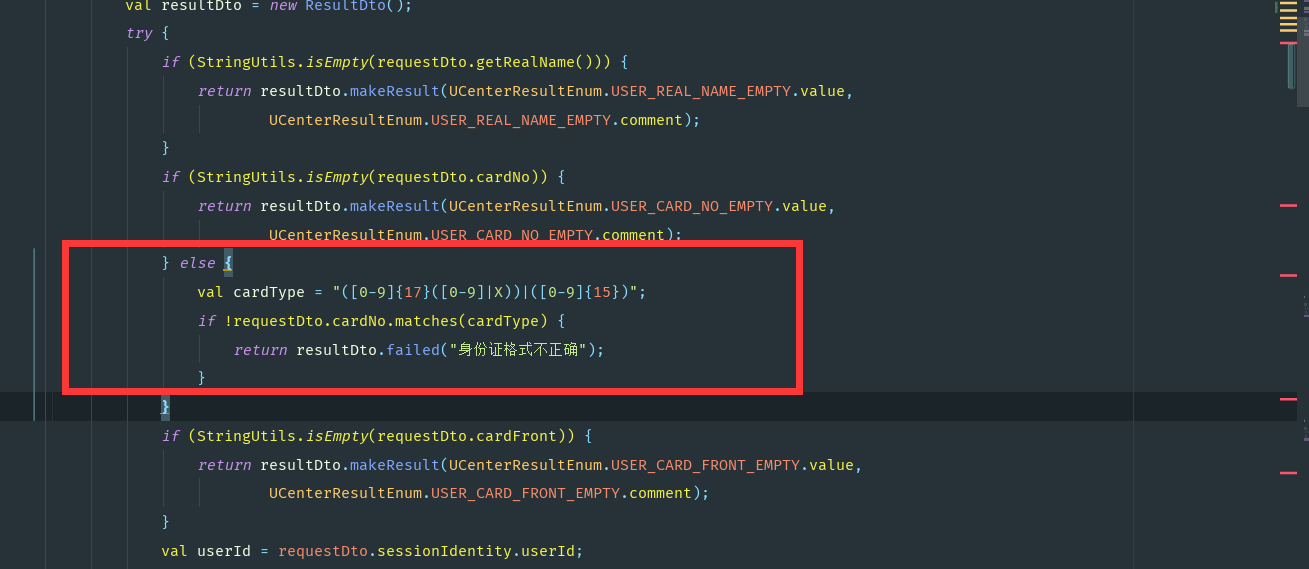 val resultDto = new ResultDto();
try {
if (StringUtils.isEmpty(requestDto.getRealName())) {
return resultDto.makeResult(UCenterResultEnum.USER_REAL_NAME_EMPTY.value,
UCenterResultEnum.USER_REAL_NAME_EMPTY.comment);
}
if (StringUtils.isEmpty(requestDto.cardNo)) {
return resultDto.makeResult(UCenterResultEnum.USER_CARD_NO_EMPTY.value,
UCenterResultEnum.USER_CARD_NO_EMPTY.comment);
} else {
val cardType = "([0-9]{17}([0-9]|X))|([0-9]{15})";
if !requestDto.cardNo.matches(cardType) {
return resultDto.failed("身份证格式不正确");
}
}
if (StringUtils.isEmpty(requestDto.cardFront)) {
return resultDto.makeResult(UCenterResultEnum.USER_CARD_FRONT_EMPTY.value,
UCenterResultEnum.USER_CARD_FRONT_EMPTY.comment);
}
val userId = requestDto.sessionIdentity.userId;